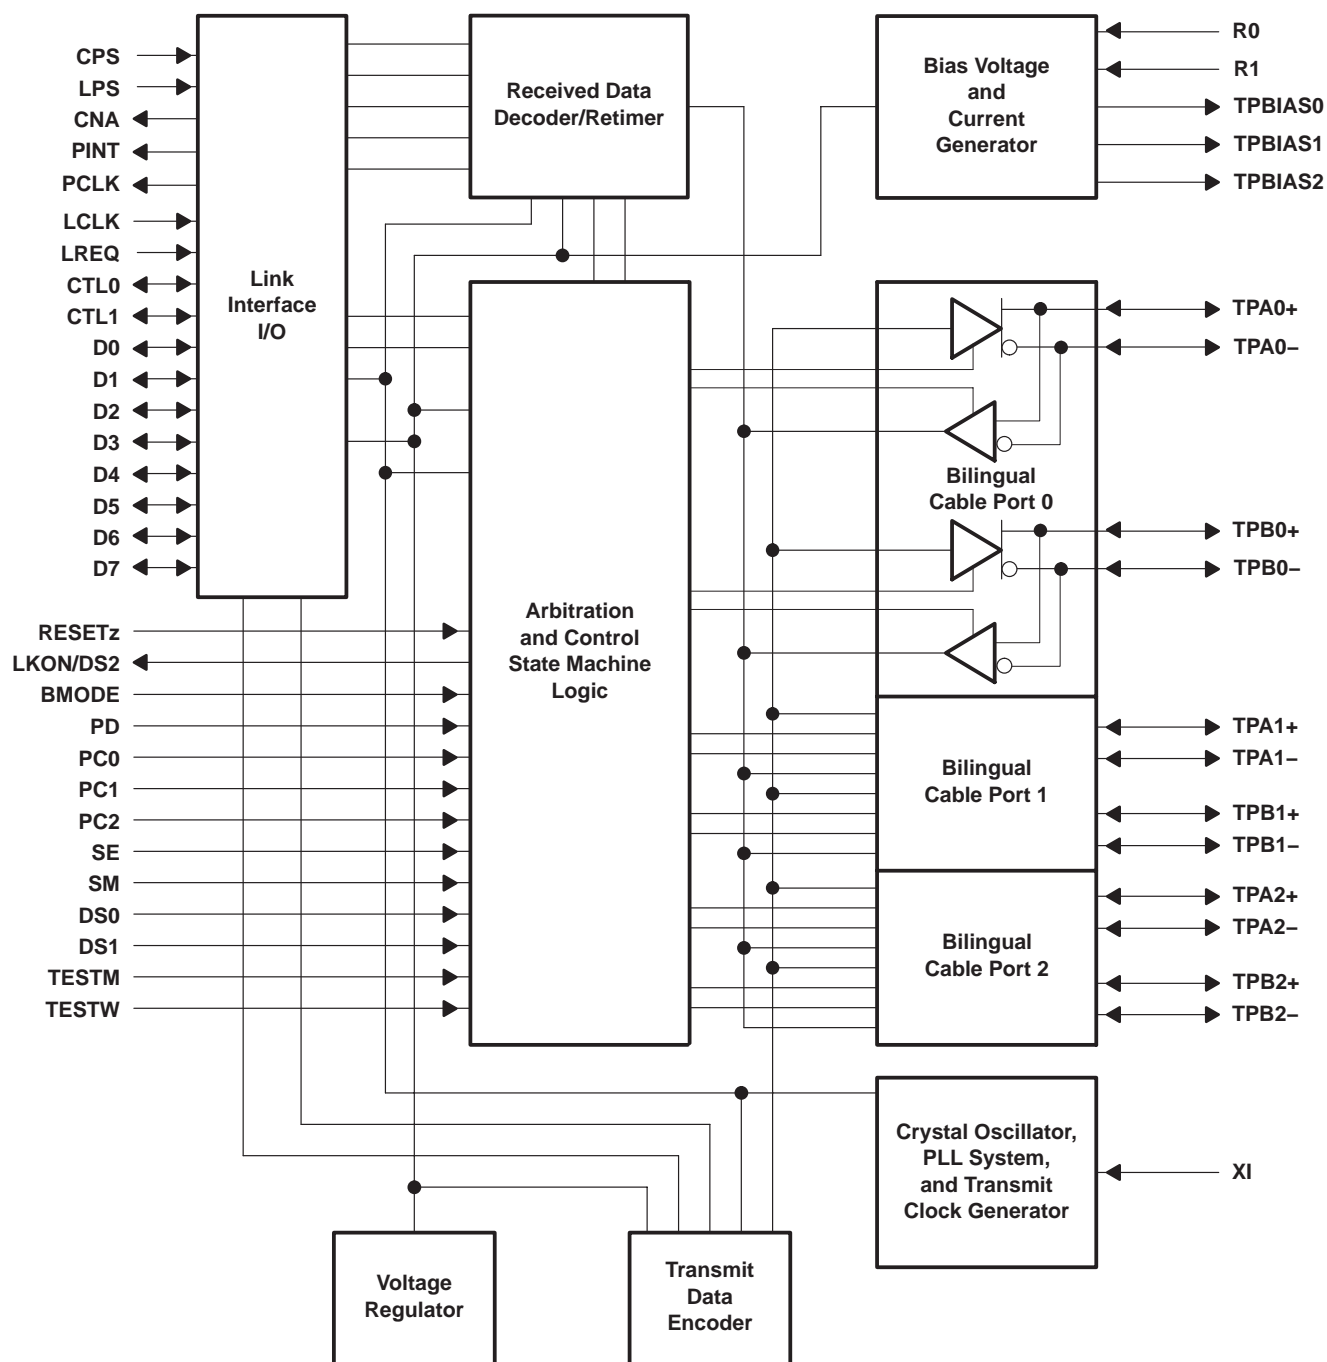 CPS
LPS
CNA
PINT
PCLK
LCLK
LREQ
CTL0
CTL1
D0
D1
D2
D3
D4
D5
D6
D7
RESETz
LKON/DS2
BMODE
PD
PC0
PC1
PC2
SE
SM
DS0
DS1
TESTM
TESTW
Link
Interface
I/O
Received Data
Decoder/Retimer
Arbitration
and Control
State Machine
Logic
Bias Voltage
and
Current
Generator
Bilingual
Cable Port 0
Bilingual
Cable Port 1
Bilingual
Cable Port 2
Crystal Oscillator,
PLL System,
and Transmit
Clock Generator
Voltage
Regulator
Transmit
Data
Encoder
R0
R1
TPBIAS0
TPBIAS1
TPBIAS2
TPA0+
TPA0–
TPB0+
TPB0–
TPA1+
TPA1–
TPB1+
TPB1–
TPA2+
TPA2–
TPB2+
TPB2–
XI